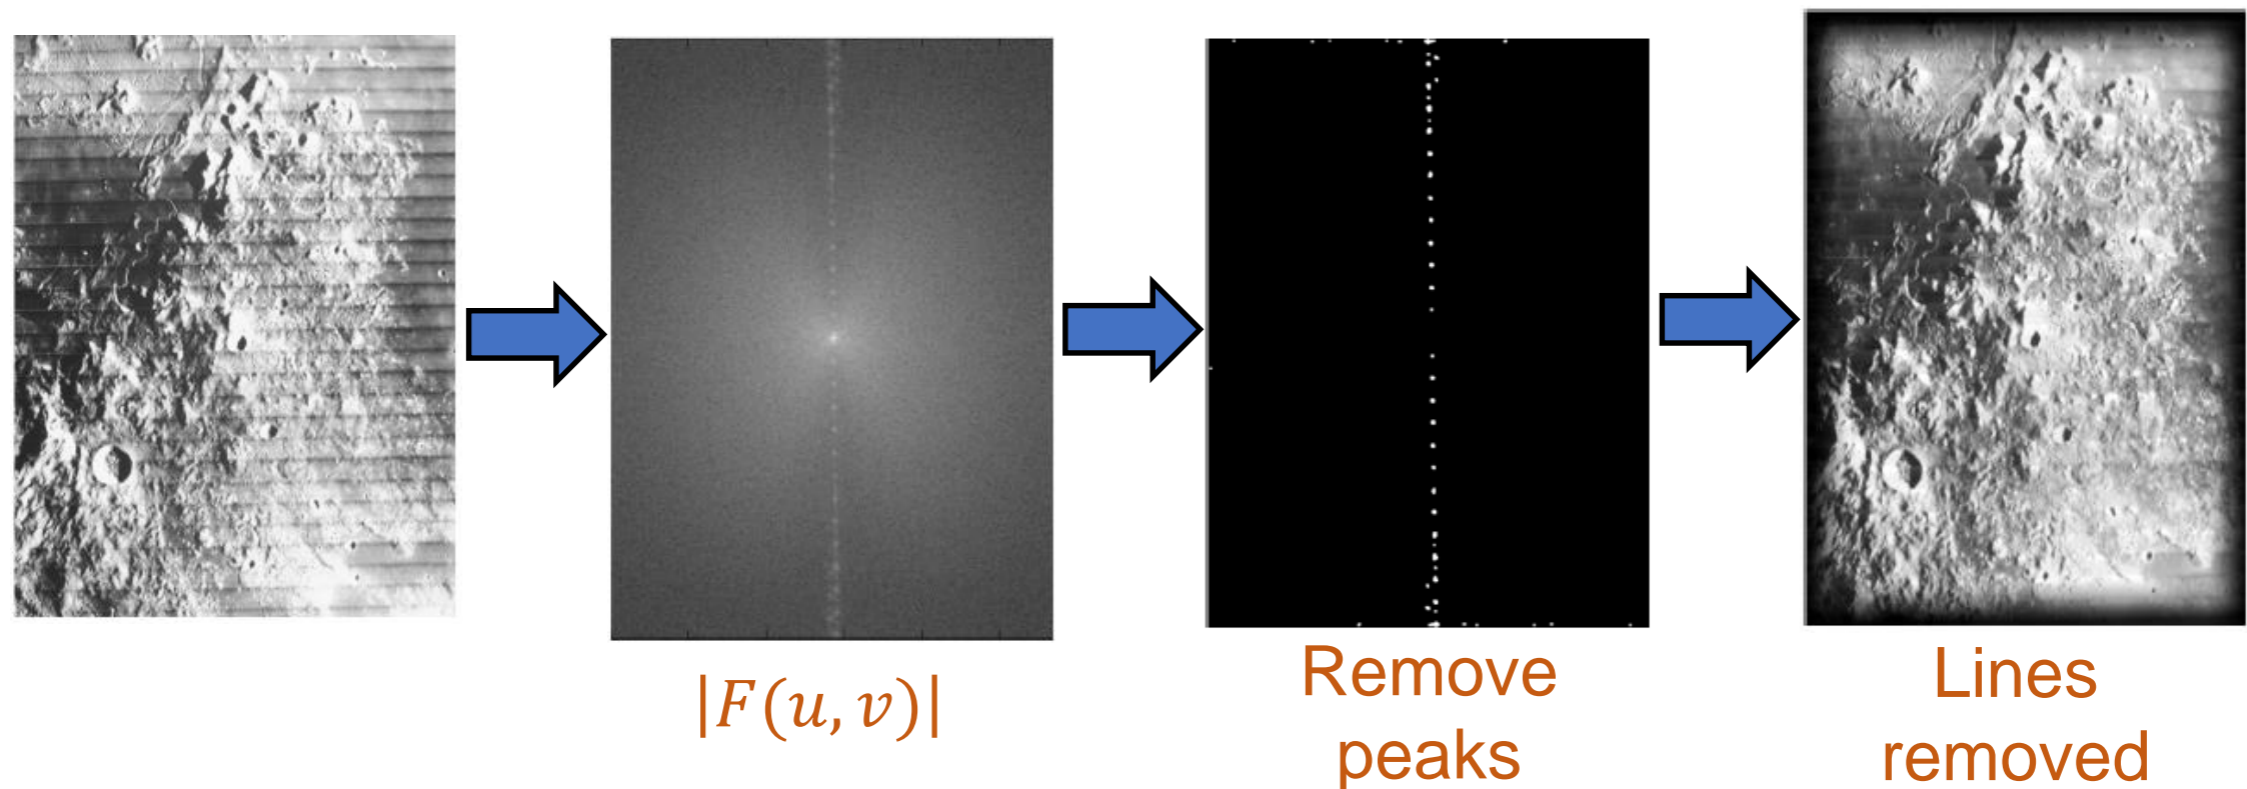 |F(u, v)|
Remove
peaks
Lines
removed